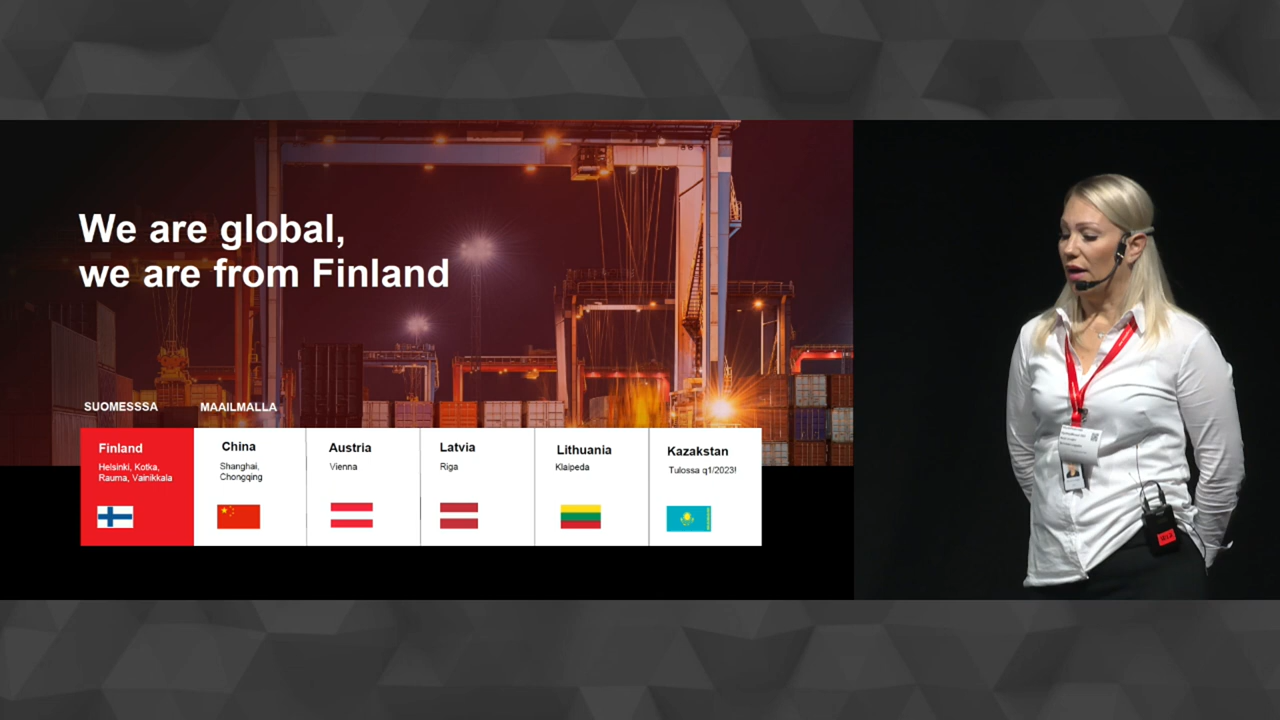 We are global,
we are from Finland
SUOMESSSA
MAAILMALLA
Finland
Helsinki, Kotka,
Rauma, Vainikkala
China
Shanghai,
Chongqing
Austria
Vienna
Latvia
Riga
Lithuania
Klaipeda
Kazakstan
Tulossa q1/2023!